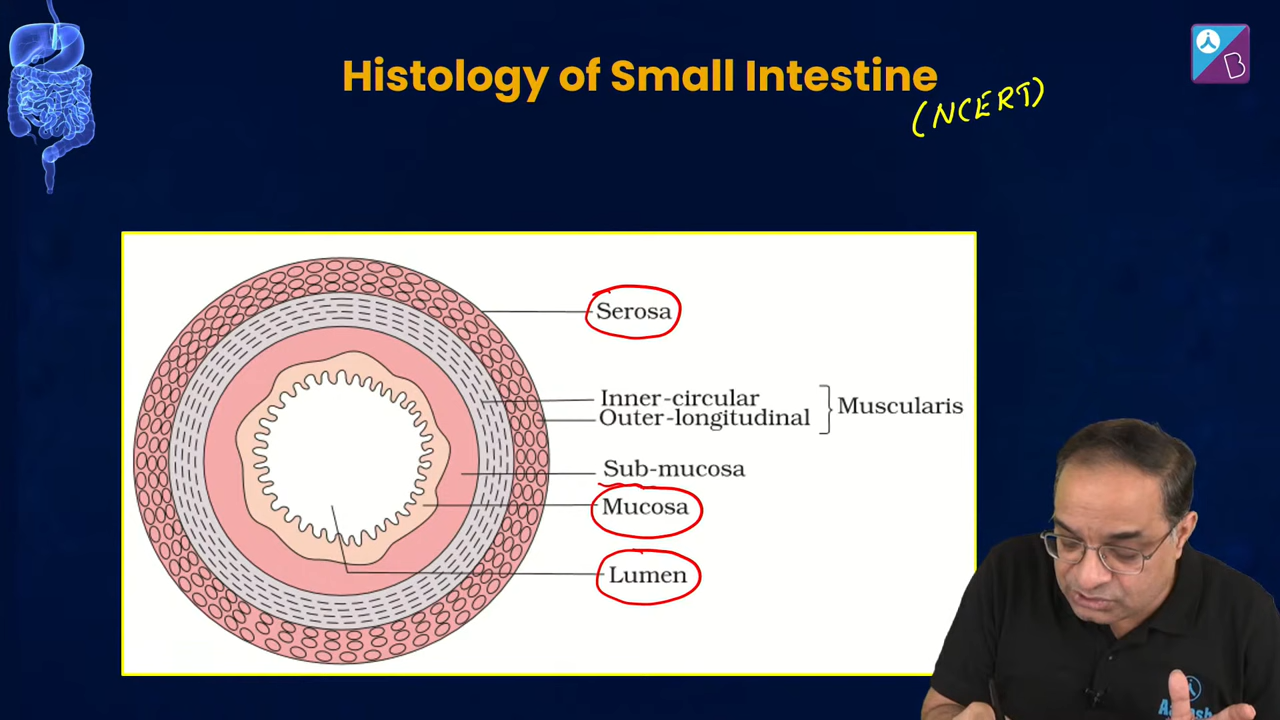 Histology of Small Intestine
(NCERT)
B
Serosa
Inner-circular
Outer-longitudinal
Muscularis
Sub-mucosa
Mucosa
Lumen